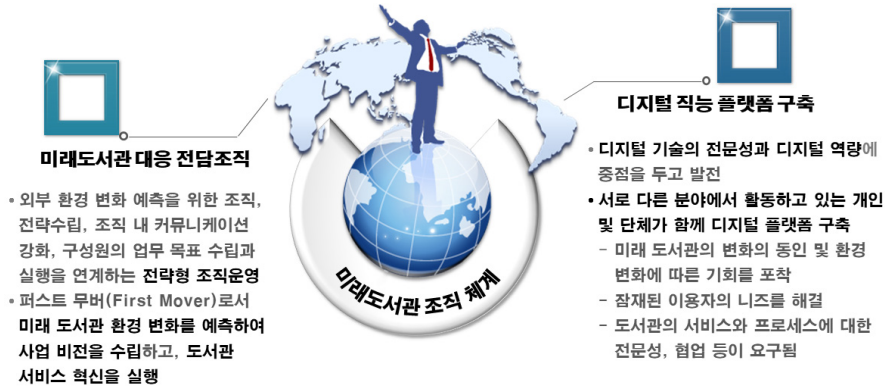 미래도서관 대응 전담조직
• 외부 환경 변화 예측을 위한 조직,
전략수립, 조직 내 커뮤니케이션
강화, 구성원의 업무 목표 수립과
실행을 연계하는 전략형 조직운영
• 퍼스트 무버(First Mover)로서
미래 도서관 환경 변화를 예측하여
사업 비전을 수립하고, 도서관
서비스 혁신을 실행
미래도서관 조직 체계
디지털 직능 플랫폼 구축
• 디지털 기술의 전문성과 디지털 역량에
중점을 두고 발전
• 서로 다른 분야에서 활동하고 있는 개인
및 단체가 함께 디지털 플랫폼 구축
- 미래 도서관의 변화의 동인 및 환경
변화에 따른 기회를 포착
- 잠재된 이용자의 니즈를 해결
- 도서관의 서비스와 프로세스에 대한
전문성, 협업 등이 요구됨